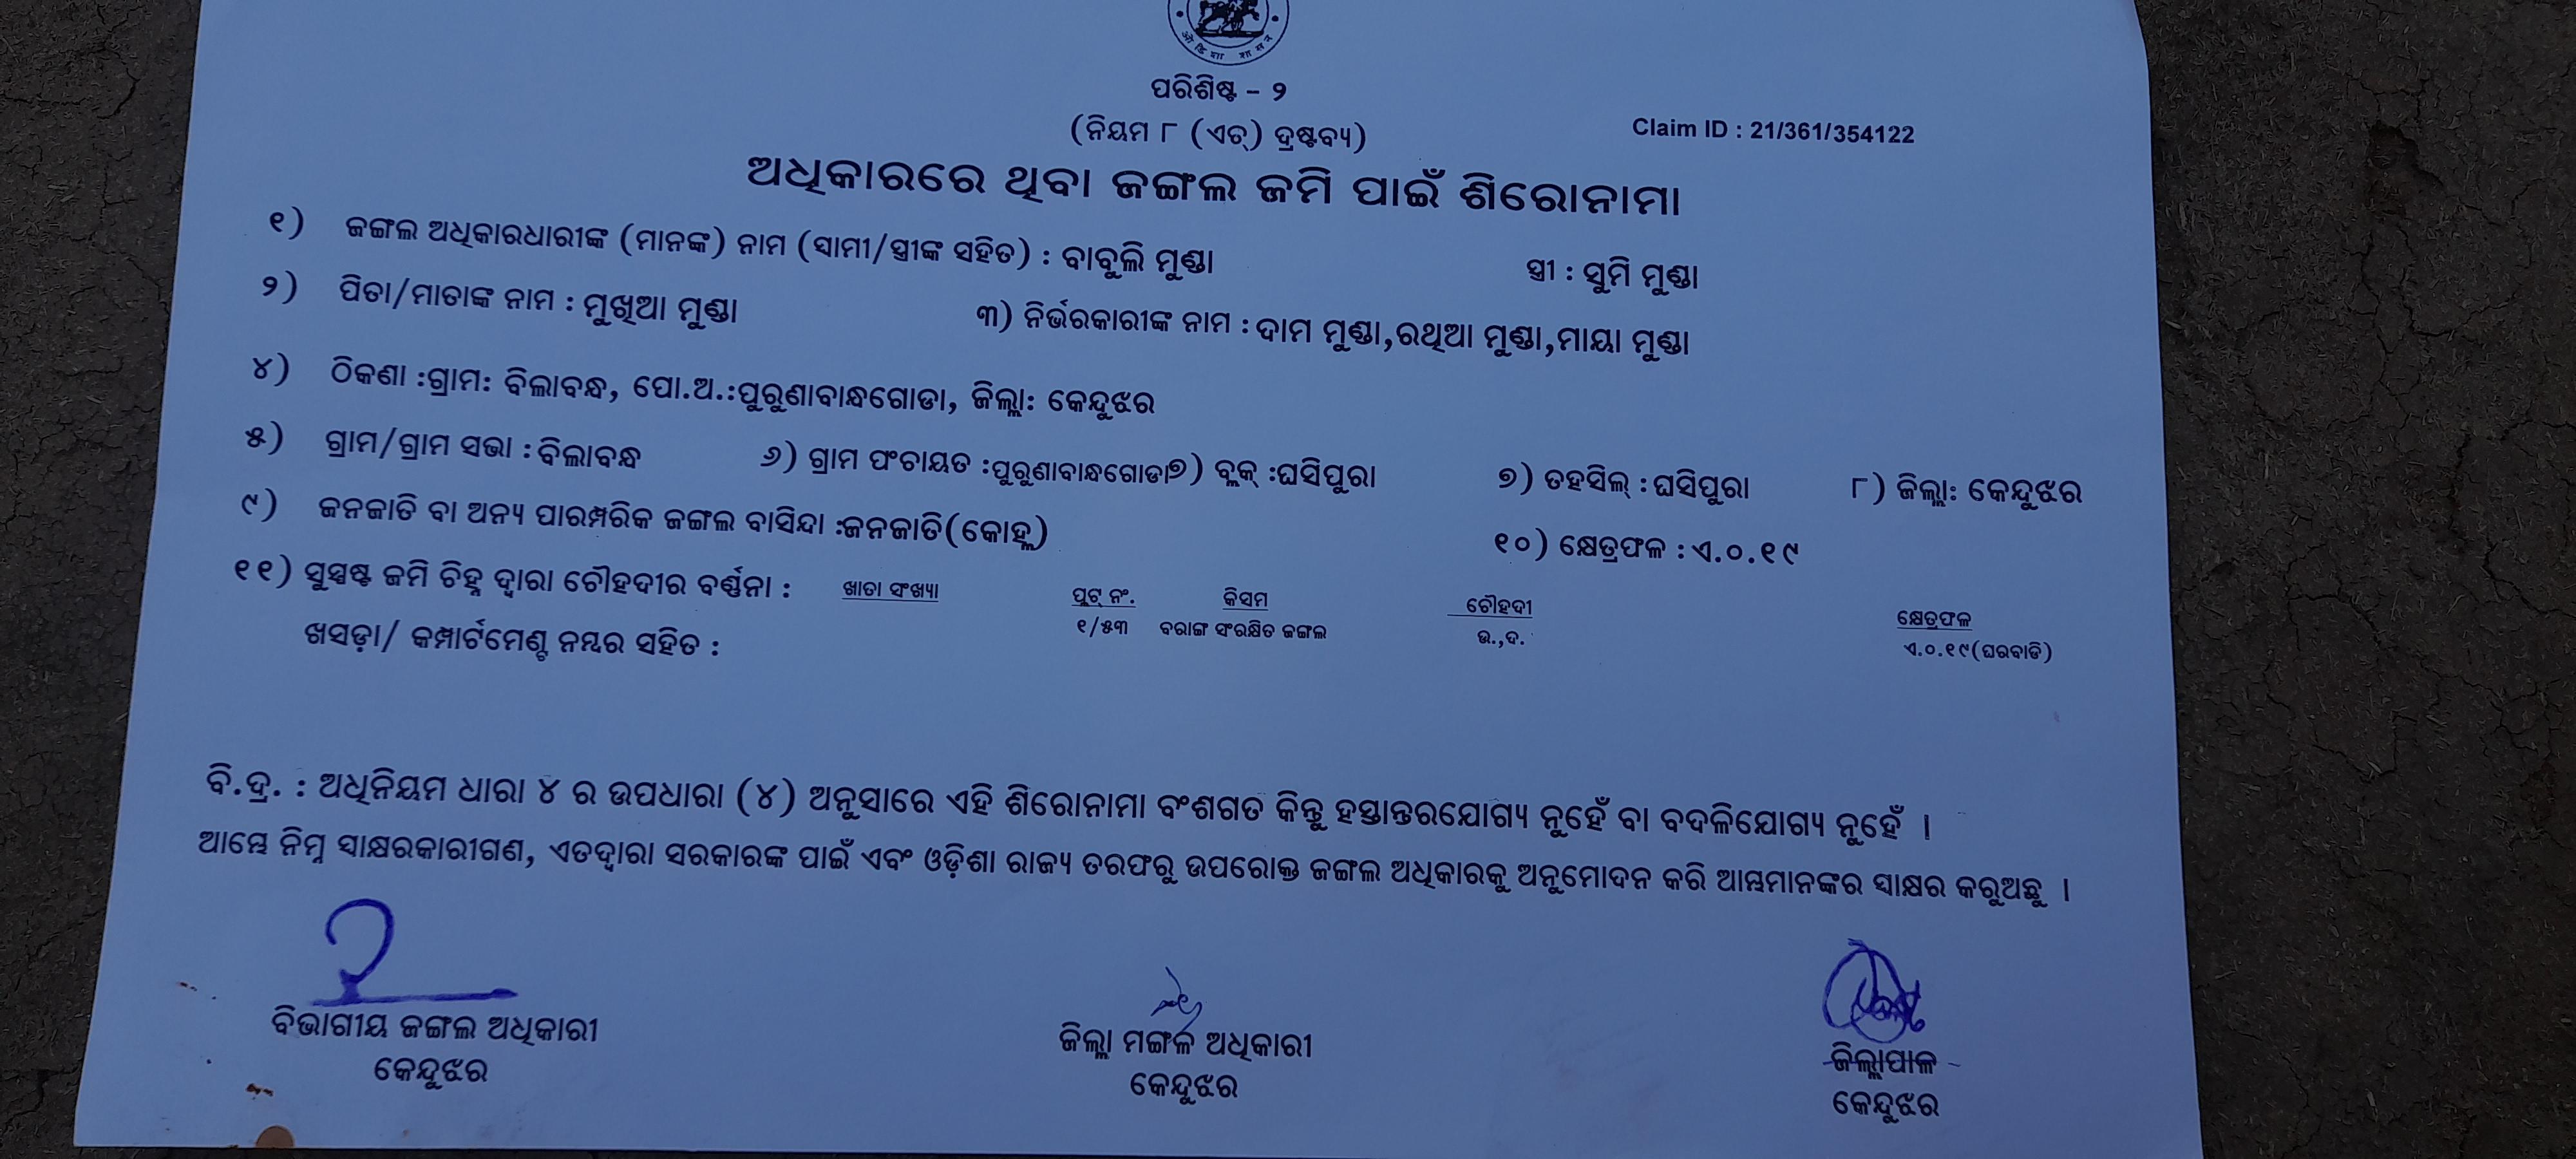 ओडिशा शासन
ପରିଶିଷ୍ଟ - ୨
(ନିୟମ ୮ (ଏଚ୍) ଦ୍ରଷ୍ଟବ୍ୟ)
Claim ID : 21/361/354122
ଅଧିକାରରେ ଥିବା ଜଙ୍ଗଲ ଜମି ପାଇଁ ଶିରୋନାମା
୧) ଜଙ୍ଗଲ ଅଧିକାରଧାରୀଙ୍କ (ମାନଙ୍କ) ନାମ (ସ୍ବାମୀ/ସ୍ତ୍ରୀଙ୍କ ସହିତ) : ବାବୁଲି ମୁଣ୍ଡା ସ୍ତ୍ରୀ : ସୁମି ମୁଣ୍ଡା
୨) ପିତା/ମାତାଙ୍କ ନାମ : ମୁଖିଆ ମୁଣ୍ଡା ୩) ନିର୍ଭରକାରୀଙ୍କ ନାମ : ଦାମ ମୁଣ୍ଡା,ରଥିଆ ମୁଣ୍ଡା,ମାୟା ମୁଣ୍ଡା
୪) ଠିକଣା :ଗ୍ରାମ: ବିଲାବନ୍ଧ, ପୋ.ଅ.:ପୁରୁଣାବାନ୍ଧଗୋଡା, ଜିଲ୍ଲା: କେନ୍ଦୁଝର
୫) ଗ୍ରାମ/ଗ୍ରାମ ସଭା : ବିଲାବନ୍ଧ ୬) ଗ୍ରାମ ପଂଚାୟତ :ପୁରୁଣାବାନ୍ଧଗୋଡା ୭) ବ୍ଲକ୍ :ଘସିପୁରା ୭) ତହସିଲ୍ : ଘସିପୁରା ୮) ଜିଲ୍ଲା: କେନ୍ଦୁଝର
୯) ଜନଜାତି ବା ଅନ୍ୟ ପାରମ୍ପରିକ ଜଙ୍ଗଲ ବାସିନ୍ଦା :ଜନଜାତି(କୋହ୍ଲ) ୧୦) କ୍ଷେତ୍ରଫଳ : ଏ.୦.୧୯
୧୧) ସୁସ୍ପଷ୍ଟ ଜମି ଚିହ୍ନ ଦ୍ୱାରା ଚୌହଦୀର ବର୍ଣ୍ଣନା : ଖାତା ସଂଖ୍ୟା ପ୍ଲଟ୍ ନଂ. କିସମ ଚୌହଦୀ କ୍ଷେତ୍ରଫଳ
ଖସଡ଼ା/ କମ୍ପାର୍ଟମେଣ୍ଟ ନମ୍ବର ସହିତ : ୧/୫୩ ବରାଙ୍ଗ ସଂରକ୍ଷିତ ଜଙ୍ଗଲ ଉ.,ଦ. ଏ.୦.୧୯(ଘରବାଡି)
ବି.ଦ୍ର. : ଅଧିନିୟମ ଧାରା ୪ ର ଉପଧାରା (୪) ଅନୁସାରେ ଏହି ଶିରୋନାମା ବଂଶଗତ କିନ୍ତୁ ହସ୍ତାନ୍ତରଯୋଗ୍ୟ ନୁହେଁ ବା ବଦଳିଯୋଗ୍ୟ ନୁହେଁ ।
ଆମ୍ଭେ ନିମ୍ନ ସାକ୍ଷରକାରୀଗଣ, ଏତଦ୍ୱାରା ସରକାରଙ୍କ ପାଇଁ ଏବଂ ଓଡ଼ିଶା ରାଜ୍ୟ ତରଫରୁ ଉପରୋକ୍ତ ଜଙ୍ଗଲ ଅଧିକାରକୁ ଅନୁମୋଦନ କରି ଆମ୍ଭମାନଙ୍କର ସ୍ୱାକ୍ଷର କରୁଅଛୁ ।
ବିଭାଗୀୟ ଜଙ୍ଗଲ ଅଧିକାରୀ ଜିଲ୍ଲା ମଙ୍ଗଳ ଅଧିକାରୀ ଜିଲ୍ଲାପାଳ
କେନ୍ଦୁଝର କେନ୍ଦୁଝର କେନ୍ଦୁଝର